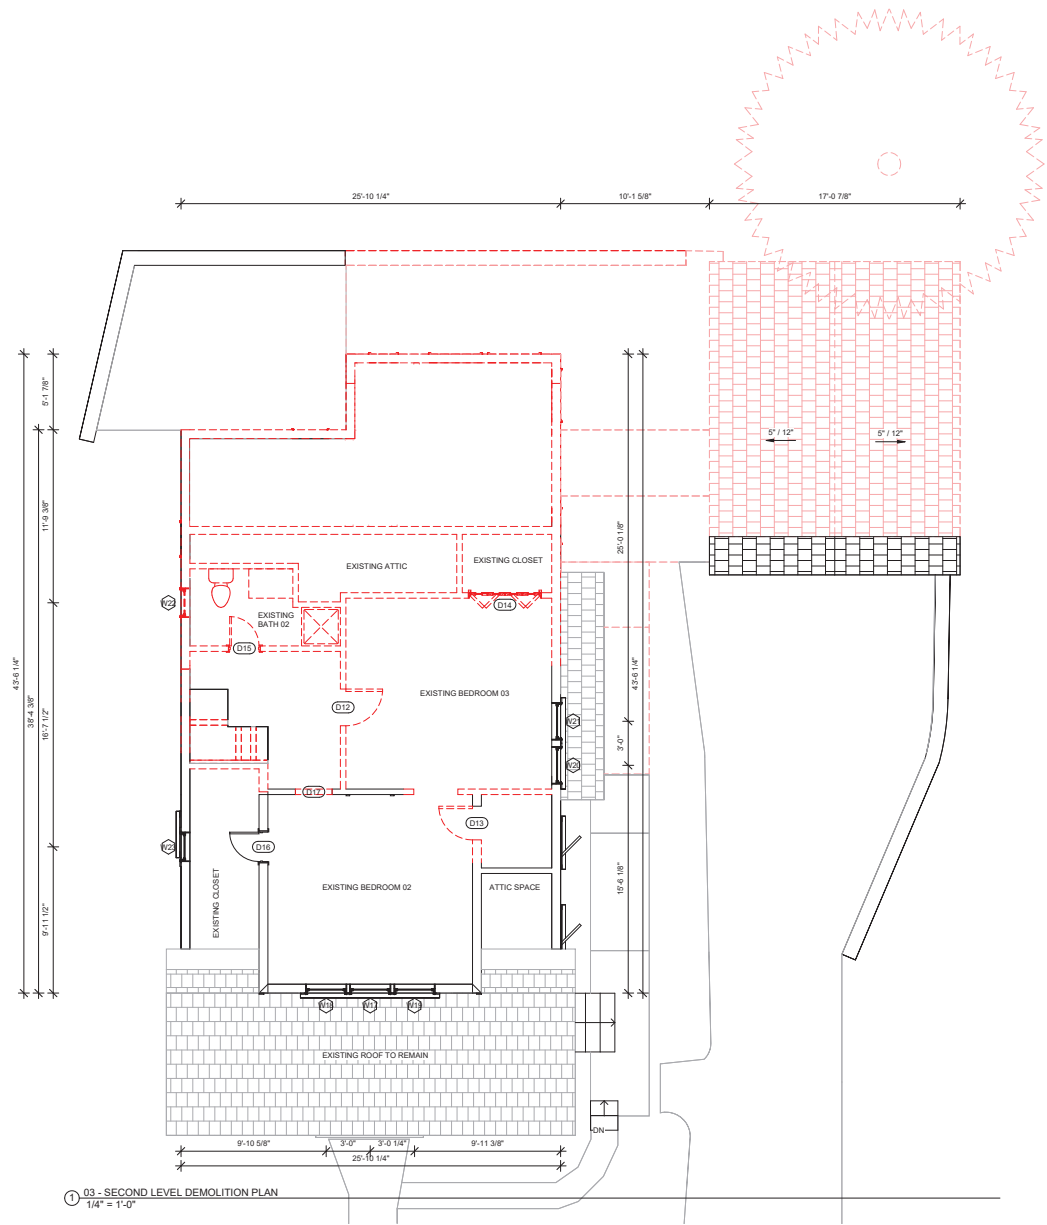 25'-10 1/4"
10'-1 5/8"
17'-0 7/8"
5'-1 7/8"
11'-9 3/8"
16'-7 1/2"
9'-11 1/2"
38'-4 3/8"
43'-6 1/4"
25'-0 1/8"
43'-6 1/4"
3'-0"
15'-6 1/8"
5" / 12"
5" / 12"
EXISTING ATTIC
EXISTING CLOSET
D14
W22
EXISTING
BATH 02
D15
EXISTING BEDROOM 03
D12
W21
W20
D17
D13
W23
D16
EXISTING BEDROOM 02
ATTIC SPACE
EXISTING CLOSET
W18
W17
W19
EXISTING ROOF TO REMAIN
DN
9'-10 5/8"
3'-0"
3'-0 1/4"
9'-11 3/8"
25'-10 1/4"
1
03 - SECOND LEVEL DEMOLITION PLAN
1/4" = 1'-0"